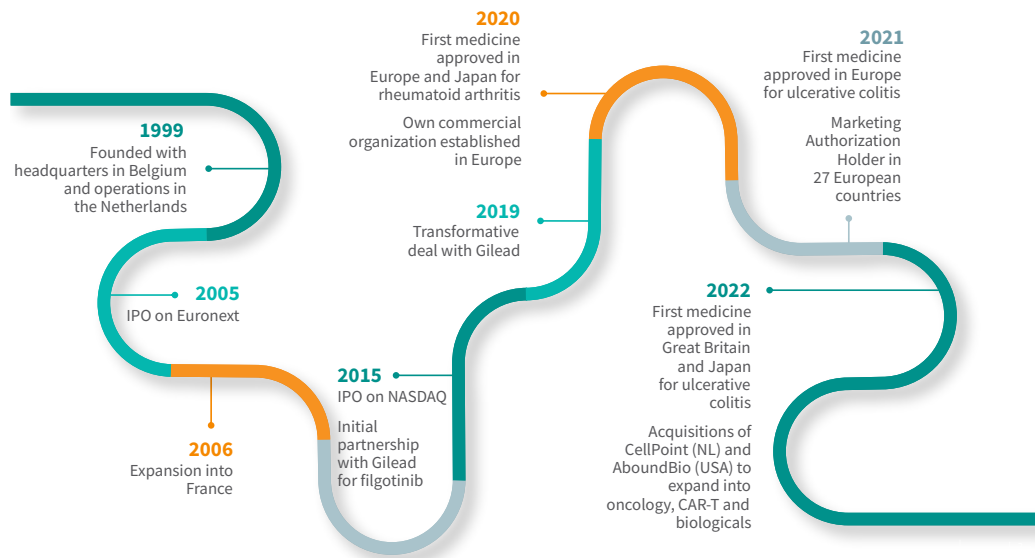 1999
Founded with
headquarters in Belgium
and operations in
the Netherlands
2005
IPO on Euronext
2006
Expansion into
France
2015
IPO on NASDAQ
Initial
partnership
with Gilead
for filgotinib
2019
Transformative
deal with Gilead
2020
First medicine
approved in
Europe and Japan for
rheumatoid arthritis
Own commercial
organization established
in Europe
2021
First medicine
approved in Europe
for ulcerative colitis
Marketing
Authorization
Holder in
27 European
countries
2022
First medicine
approved in
Great Britain
and Japan
for ulcerative
colitis
Acquisitions of
CellPoint (NL) and
AboundBio (USA) to
expand into
oncology, CAR-T and
biologicals